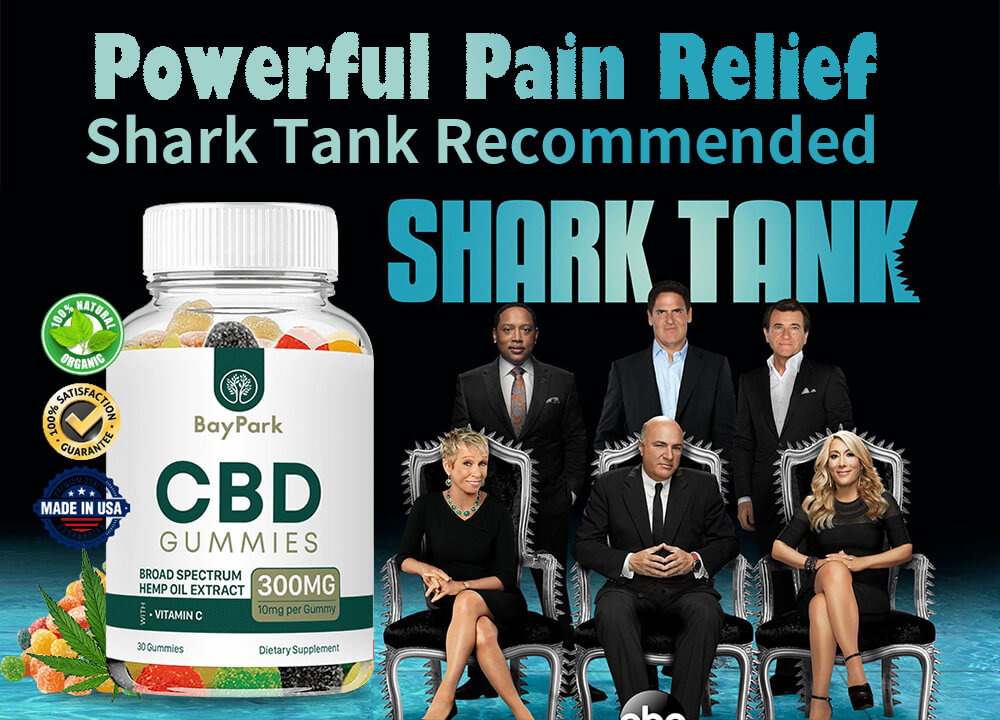 Powerful Pain Relief
Shark Tank Recommended
SHARK TANK
100% NATURAL
ORGANIC
100% SATISFACTION
GUARANTEE
MADE IN USA
BayPark
CBD
GUMMIES
BROAD SPECTRUM
HEMP OIL EXTRACT
300MG
10mg per Gummy
WITH
VITAMIN C
30 Gummies
Dietary Supplement
abc